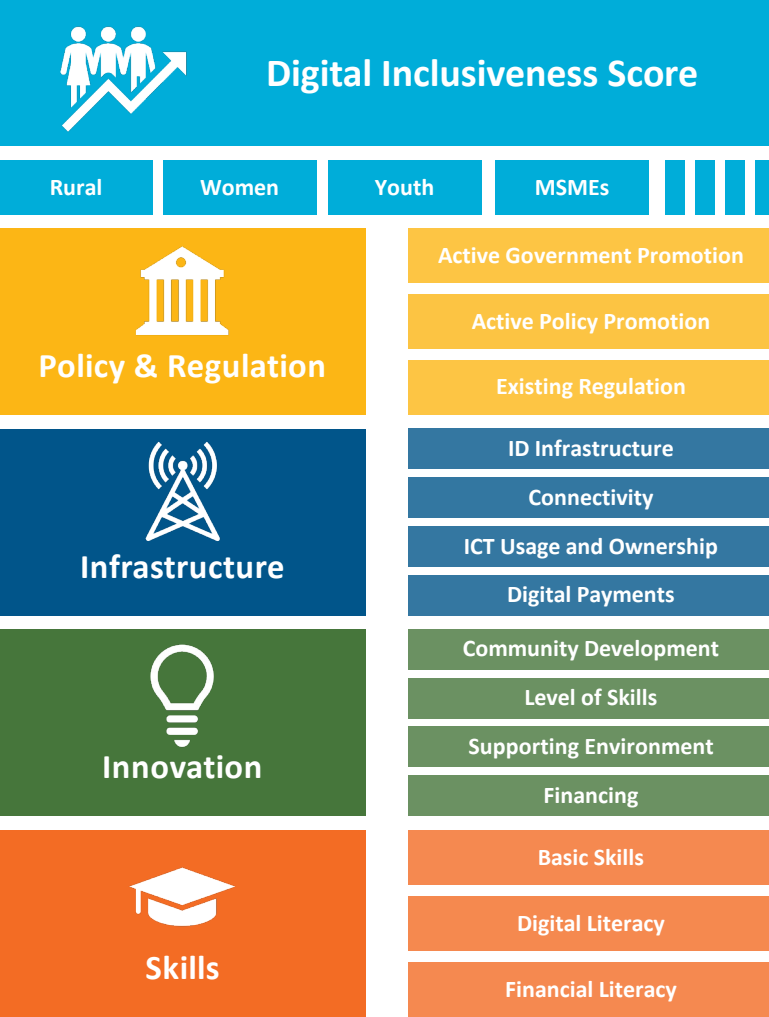 Digital Inclusiveness Score
Rural
Women
Youth
MSMEs
Policy & Regulation
Active Government Promotion
Active Policy Promotion
Existing Regulation
Infrastructure
ID Infrastructure
Connectivity
ICT Usage and Ownership
Digital Payments
Innovation
Community Development
Level of Skills
Supporting Environment
Financing
Skills
Basic Skills
Digital Literacy
Financial Literacy